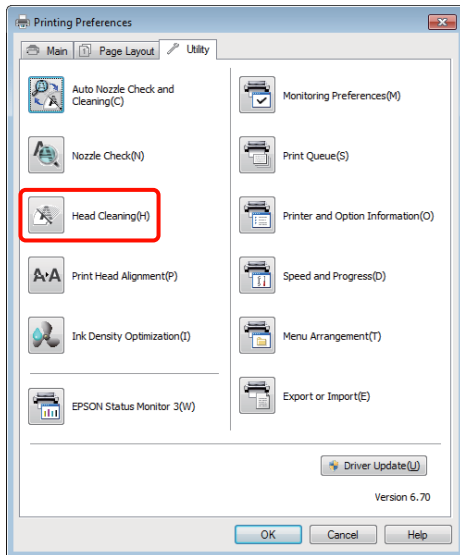 Printing Preferences
Main
Page Layout
Utility
Auto Nozzle Check and
Cleaning(C)
Monitoring Preferences(M)
Nozzle Check(N)
Print Queue(S)
Head Cleaning(H)
Printer and Option Information(O)
A A
Print Head Alignment(P)
Speed and Progress(D)
Ink Density Optimization(I)
Menu Arrangement(T)
EPSON Status Monitor 3(W)
Export or Import(E)
Driver Update(U)
Version 6.70
OK
Cancel
Help